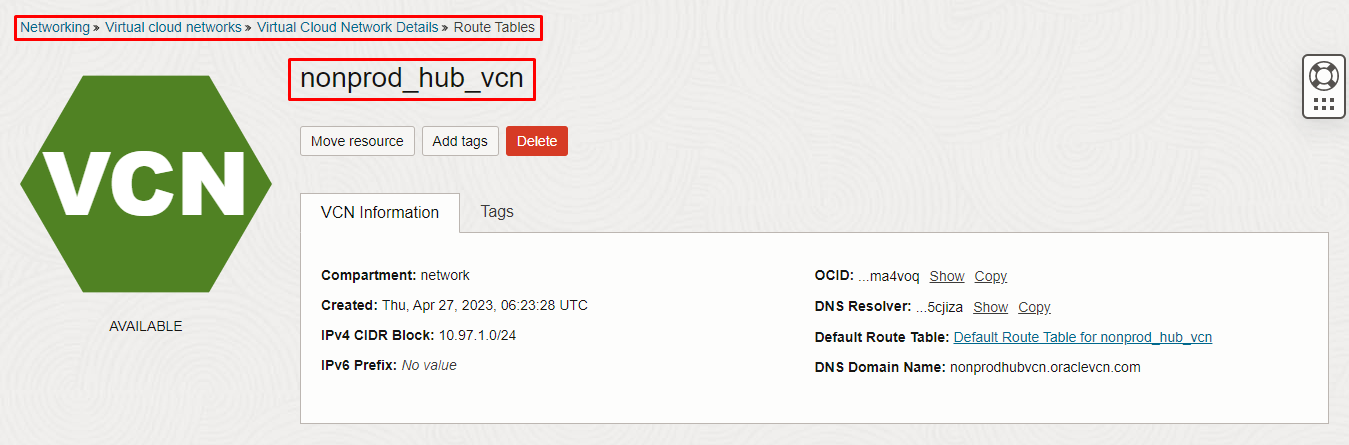 Networking » Virtual cloud networks » Virtual Cloud Network Details » Route Tables
nonprod_hub_vcn
VCN
AVAILABLE
Move resource Add tags Delete
VCN Information Tags
Compartment: network
Created: Thu, Apr 27, 2023, 06:23:28 UTC
IPv4 CIDR Block: 10.97.1.0/24
IPv6 Prefix: No value
OCID: ...ma4voq Show Copy
DNS Resolver: ...5cjiza Show Copy
Default Route Table: Default Route Table for nonprod_hub_vcn
DNS Domain Name: nonprodhubvcn.oraclevcn.com